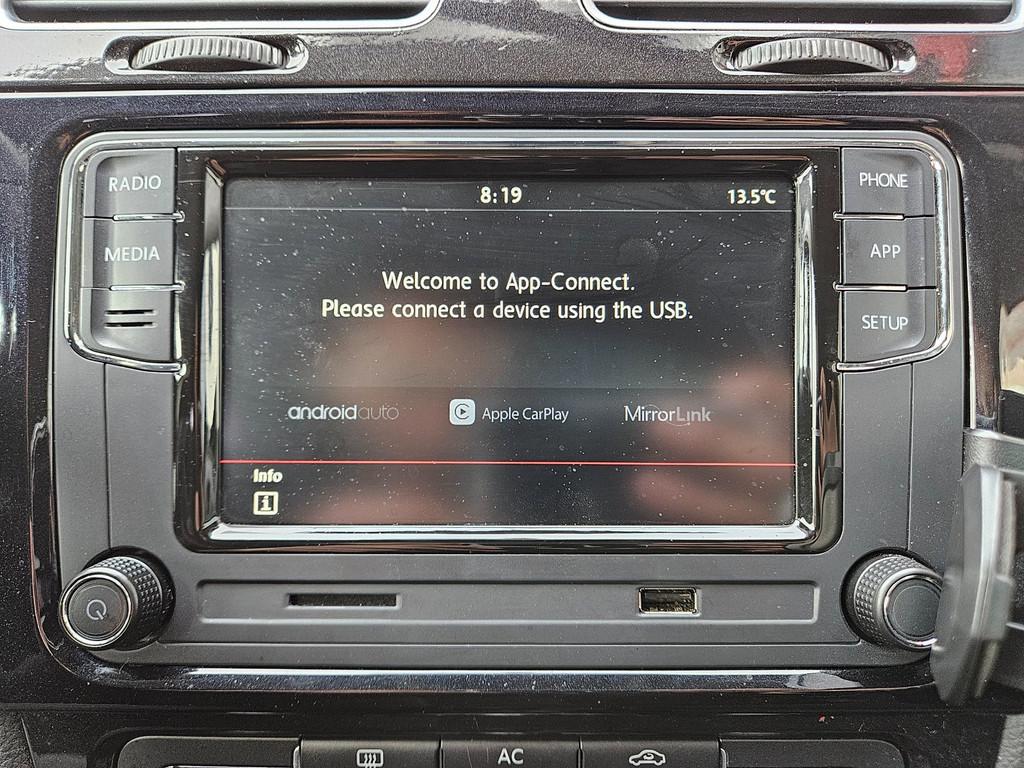 RADIO
MEDIA
PHONE
APP
SETUP
8:19
13.5°C
Welcome to App-Connect.
Please connect a device using the USB.
androidauto
Apple CarPlay
MirrorLink
Info
i
AC